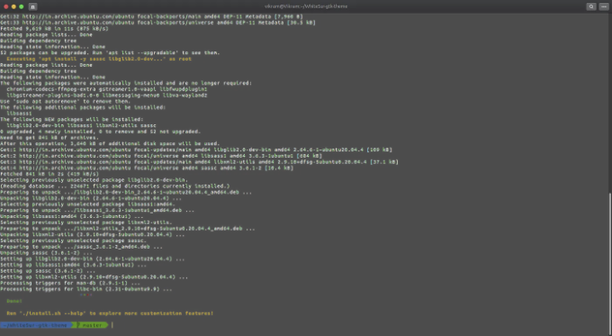 vikram@Vikram: ~/WhiteSur-gtk-theme
Get:32 http://in.archive.ubuntu.com/ubuntu focal-backports/main amd64 DEP-11 Metadata [7,960 B]
Get:33 http://in.archive.ubuntu.com/ubuntu focal-backports/universe amd64 DEP-11 Metadata [30.5 kB]
Fetched 9,419 kB in 11s (875 kB/s)
Reading package lists... Done
Building dependency tree
Reading state information... Done
52 packages can be upgraded. Run 'apt list --upgradable' to see them.
Executing 'apt install -y sassc libglib2.0-dev...' as root
Reading package lists... Done
Building dependency tree
Reading state information... Done
The following packages were automatically installed and are no longer required:
chromium-codecs-ffmpeg-extra gstreamer1.0-vaapi libfwupdplugin1
libgstreamer-plugins-bad1.0-0 libmessaging-menu0 libva-wayland2
Use 'sudo apt autoremove' to remove them.
The following additional packages will be installed:
libsass1
The following NEW packages will be installed:
libglib2.0-dev-bin libsass1 libxml2-utils sassc
0 upgraded, 4 newly installed, 0 to remove and 52 not upgraded.
Need to get 841 kB of archives.
After this operation, 3,640 kB of additional disk space will be used.
Get:1 http://in.archive.ubuntu.com/ubuntu focal-updates/main amd64 libglib2.0-dev-bin amd64 2.64.6-1~ubuntu20.04.4 [109 kB]
Get:2 http://in.archive.ubuntu.com/ubuntu focal/universe amd64 libsass1 amd64 3.6.3-1ubuntu1 [684 kB]
Get:3 http://in.archive.ubuntu.com/ubuntu focal-updates/main amd64 libxml2-utils amd64 2.9.10+dfsg-5ubuntu0.20.04.4 [37.1 kB]
Get:4 http://in.archive.ubuntu.com/ubuntu focal/universe amd64 sassc amd64 3.6.1-2 [10.4 kB]
Fetched 841 kB in 2s (419 kB/s)
Selecting previously unselected package libglib2.0-dev-bin.
(Reading database ... files and directories currently installed.)
Preparing to unpack .../libglib2.0-dev-bin_2.64.6-1~ubuntu20.04.4_amd64.deb ...
Unpacking libglib2.0-dev-bin (2.64.6-1~ubuntu20.04.4) ...
Selecting previously unselected package libsass1:amd64.
Preparing to unpack .../libsass1_3.6.3-1ubuntu1_amd64.deb ...
Unpacking libsass1:amd64 (3.6.3-1ubuntu1) ...
Selecting previously unselected package libxml2-utils.
Preparing to unpack .../libxml2-utils_2.9.10+dfsg-5ubuntu0.20.04.4_amd64.deb ...
Unpacking libxml2-utils (2.9.10+dfsg-5ubuntu0.20.04.4) ...
Selecting previously unselected package sassc.
Preparing to unpack .../sassc_3.6.1-2_amd64.deb ...
Unpacking sassc (3.6.1-2) ...
Setting up libglib2.0-dev-bin (2.64.6-1~ubuntu20.04.4) ...
Setting up libsass1:amd64 (3.6.3-1ubuntu1) ...
Setting up sassc (3.6.1-2) ...
Setting up libxml2-utils (2.9.10+dfsg-5ubuntu0.20.04.4) ...
Processing triggers for man-db (2.9.1-1) ...
Processing triggers for libc-bin (2.31-0ubuntu9.9) ...
Done!
Run './install.sh --help' to explore more customization features!
~/WhiteSur-gtk-theme master